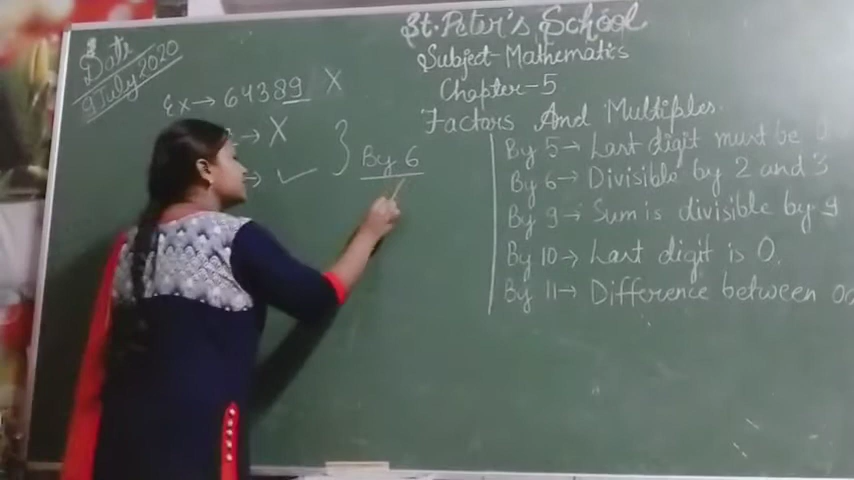 Date
9 July 2020
St. Peter's School
Subject-Mathematics
Chapter-5
Factors And Multiples.
Ex→ 64389 X
→ X
→ ✓
} By 6
By 5→ Last digit must be
By 6→ Divisible by 2 and 3
By 9→ Sum is divisible by 9
By 10→ Last digit is 0.
By 11→ Difference between